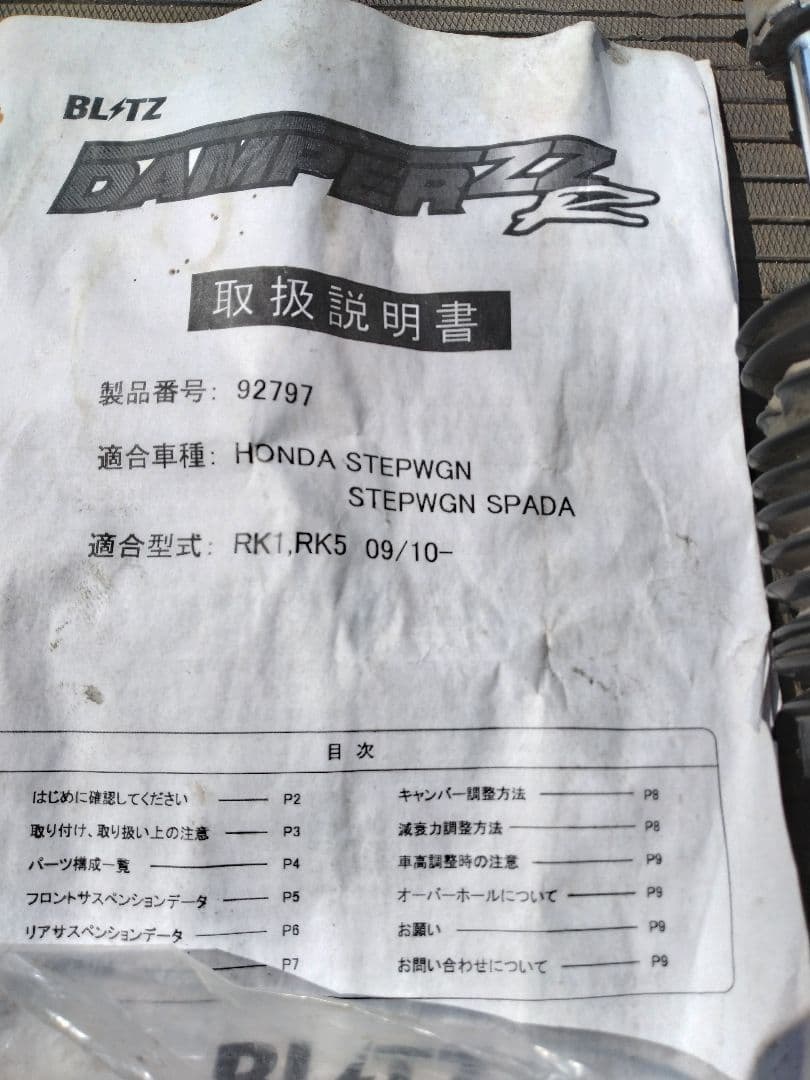 BLITZ
DAMPER ZZ R
取扱説明書
製品番号: 92797
適合車種: HONDA STEPWGN
STEPWGN SPADA
適合型式: RK1,RK5 09/10-
目次
はじめに確認してください P2
取り付け、取り扱い上の注意 P3
パーツ構成一覧 P4
フロントサスペンションデータ P5
リアサスペンションデータ P6
P7
キャンバー調整方法 P8
減衰力調整方法 P8
車高調整時の注意 P9
オーバーホールについて P9
お願い P9
お問い合わせについて P9
BLITZ